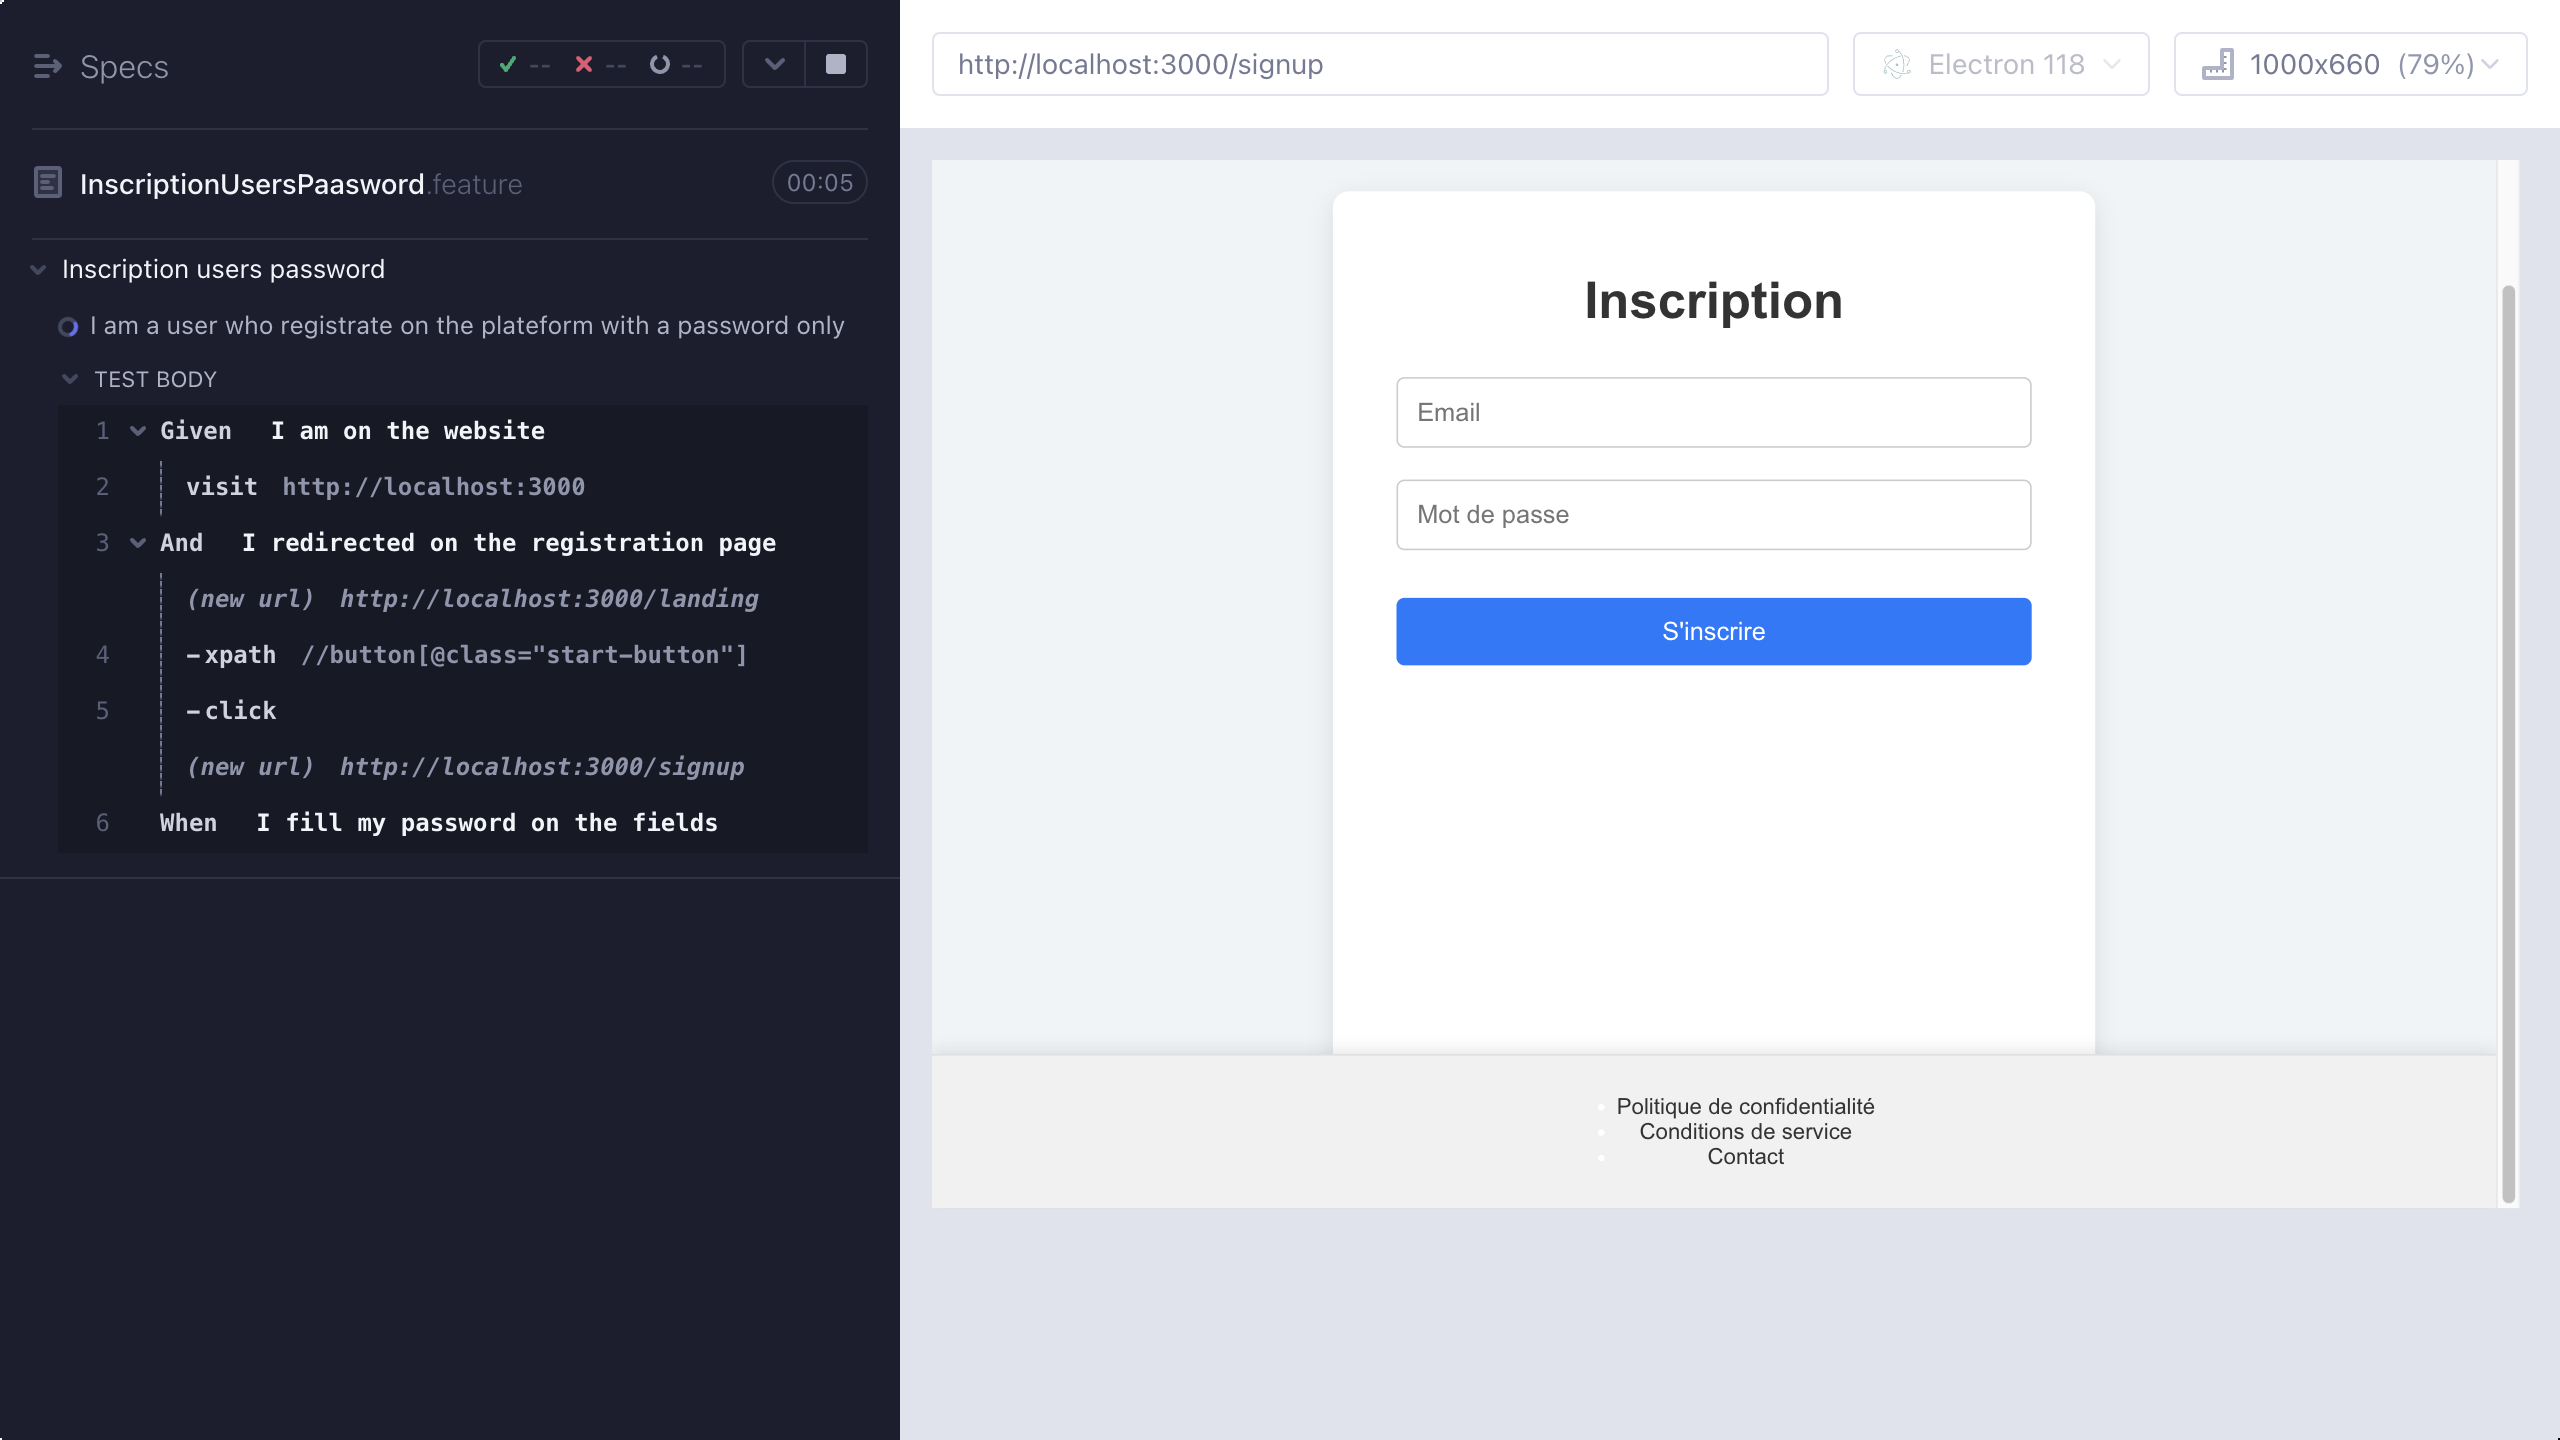 Specs
-- -- --
InscriptionUsersPaasword.feature 00:05
Inscription users password
I am a user who registrate on the plateform with a password only
TEST BODY
1 Given I am on the website
2 visit http://localhost:3000
3 And I redirected on the registration page
(new url) http://localhost:3000/landing
4 -xpath //button[@class="start-button"]
5 -click
(new url) http://localhost:3000/signup
6 When I fill my password on the fields
http://localhost:3000/signup
Electron 118
1000x660 (79%)
Inscription
Email
Mot de passe
S'inscrire
Politique de confidentialité
Conditions de service
Contact